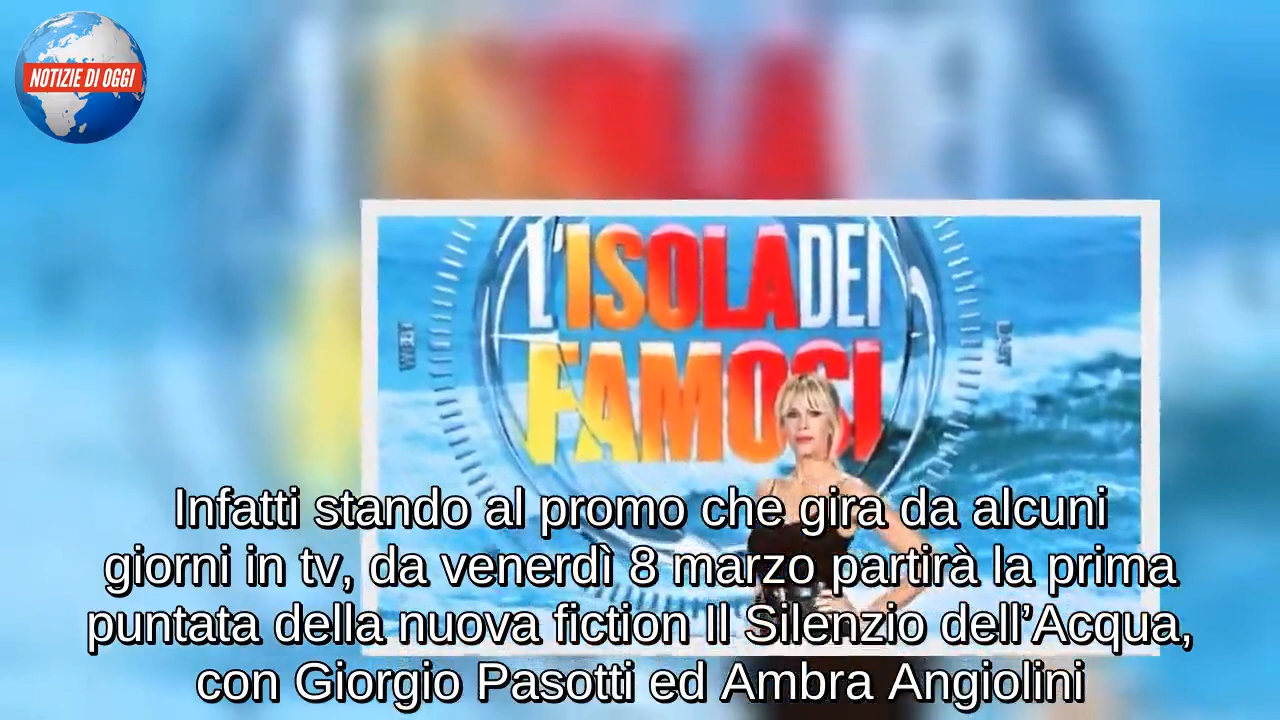 NOTIZIE DI OGGI
L'ISOLA DEI
FAMOSI
Infatti stando al promo che gira da alcuni
giorni in tv, da venerdì 8 marzo partirà la prima
puntata della nuova fiction Il Silenzio dell’Acqua,
con Giorgio Pasotti ed Ambra Angiolini